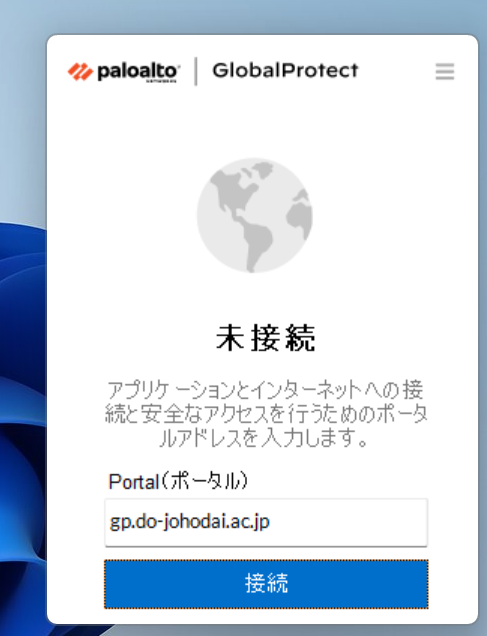 paloalto NETWORKS | GlobalProtect
未接続
アプリケーションとインターネットへの接
続と安全なアクセスを行うためのポータ
ルアドレスを入力します。
Portal(ポータル)
gp.do-johodai.ac.jp
接続